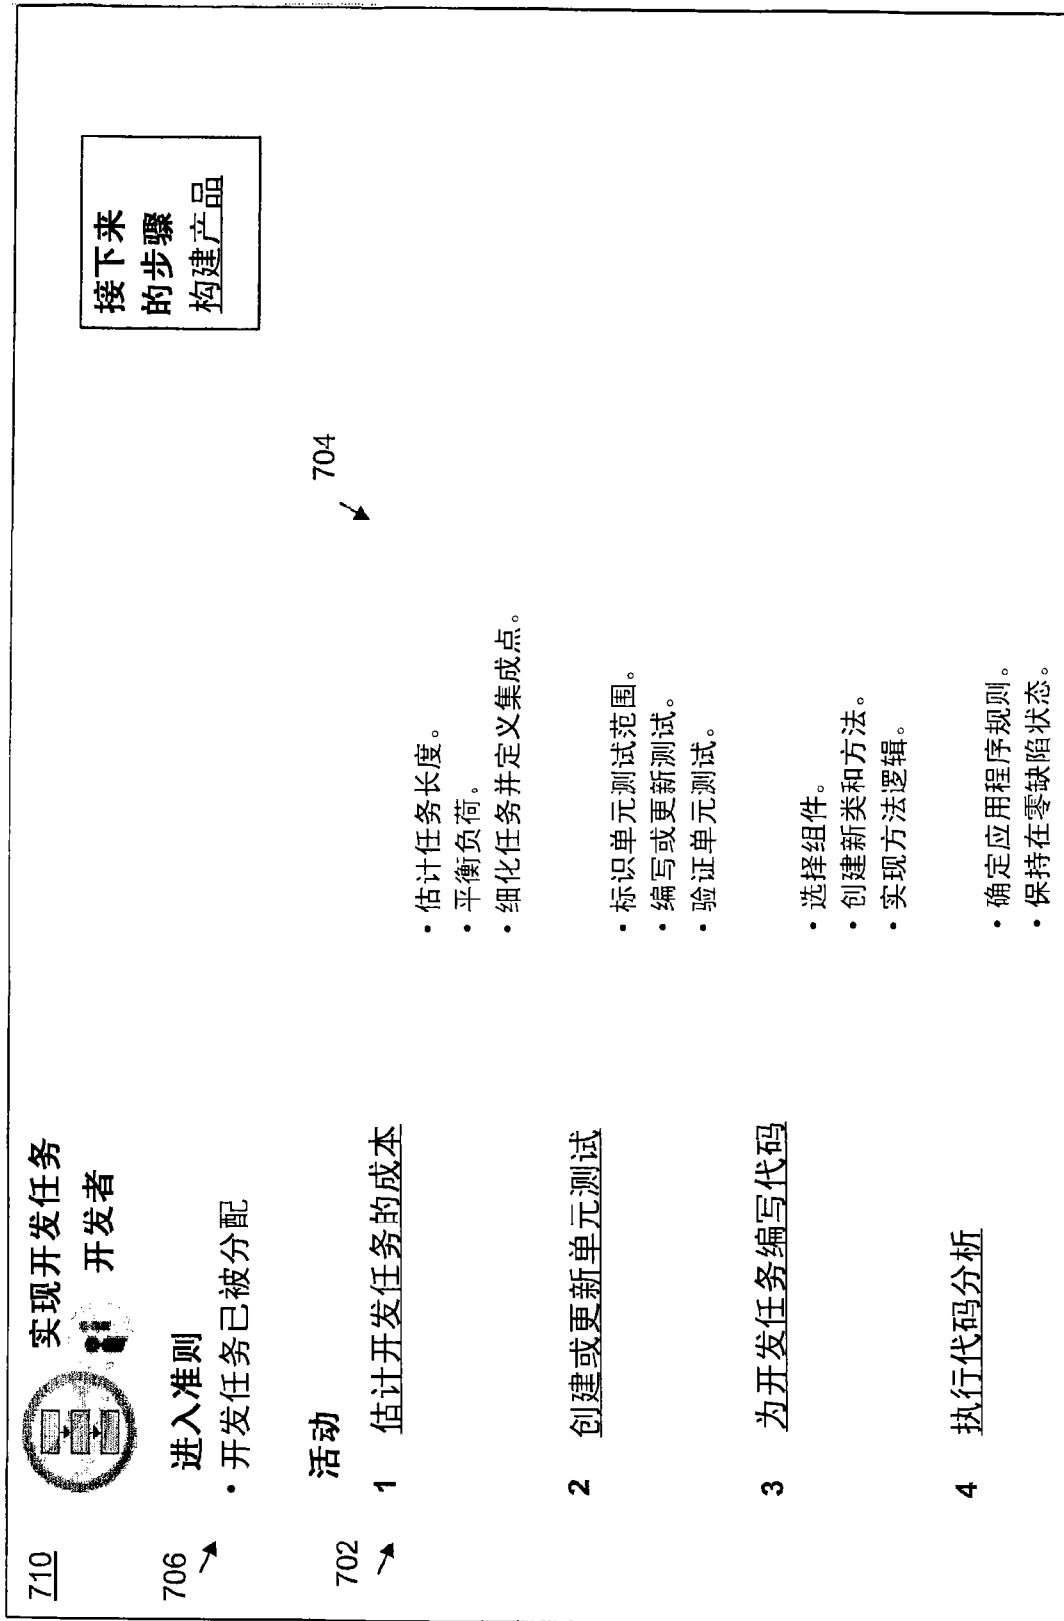 710
实现开发任务
开发者
接下来
的步骤
构建产品
706
进入准则
• 开发任务已被分配
702
活动
704
1 估计开发任务的成本
• 估计任务长度。
• 平衡负荷。
• 细化任务并定义集成点。
2 创建或更新单元测试
• 标识单元测试范围。
• 编写或更新测试。
• 验证单元测试。
3 为开发任务编写代码
• 选择组件。
• 创建新类和方法。
• 实现方法逻辑。
4 执行代码分析
• 确定应用程序规则。
• 保持在零缺陷状态。